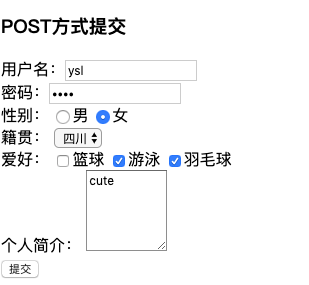 POST方式提交
用户名：ysl
密码：••••
性别：男 女
籍贯：四川
爱好：篮球 游泳 羽毛球
cute
个人简介：
提交